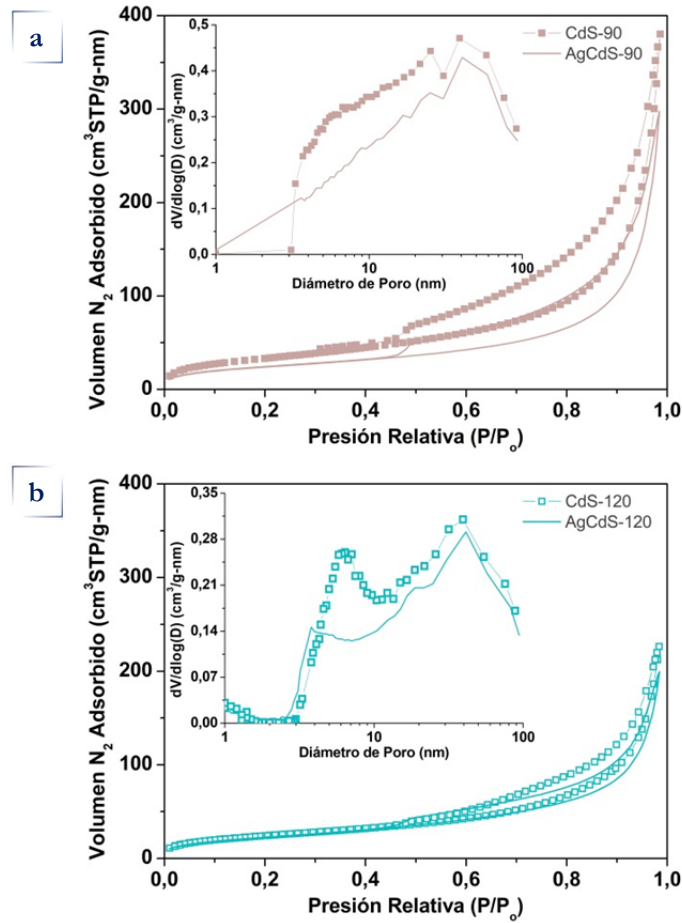 a
400
300
200
100
0
Volumen N₂ Adsorbido (cm³STP/g-nm)
0,0
0,2
0,4
0,6
0,8
1,0
Presión Relativa (P/Pₒ)
CdS-90
AgCdS-90
0,5
0,4
0,3
0,2
0,1
0,0
dV/dlog(D) (cm³/g-nm)
1
10
100
Diámetro de Poro (nm)
b
400
300
200
100
0
Volumen N₂ Adsorbido (cm³STP/g-nm)
0,0
0,2
0,4
0,6
0,8
1,0
Presión Relativa (P/Pₒ)
CdS-120
AgCdS-120
0,35
0,28
0,21
0,14
0,07
0,00
dV/dlog(D) (cm³/g-nm)
1
10
100
Diámetro de Poro (nm)